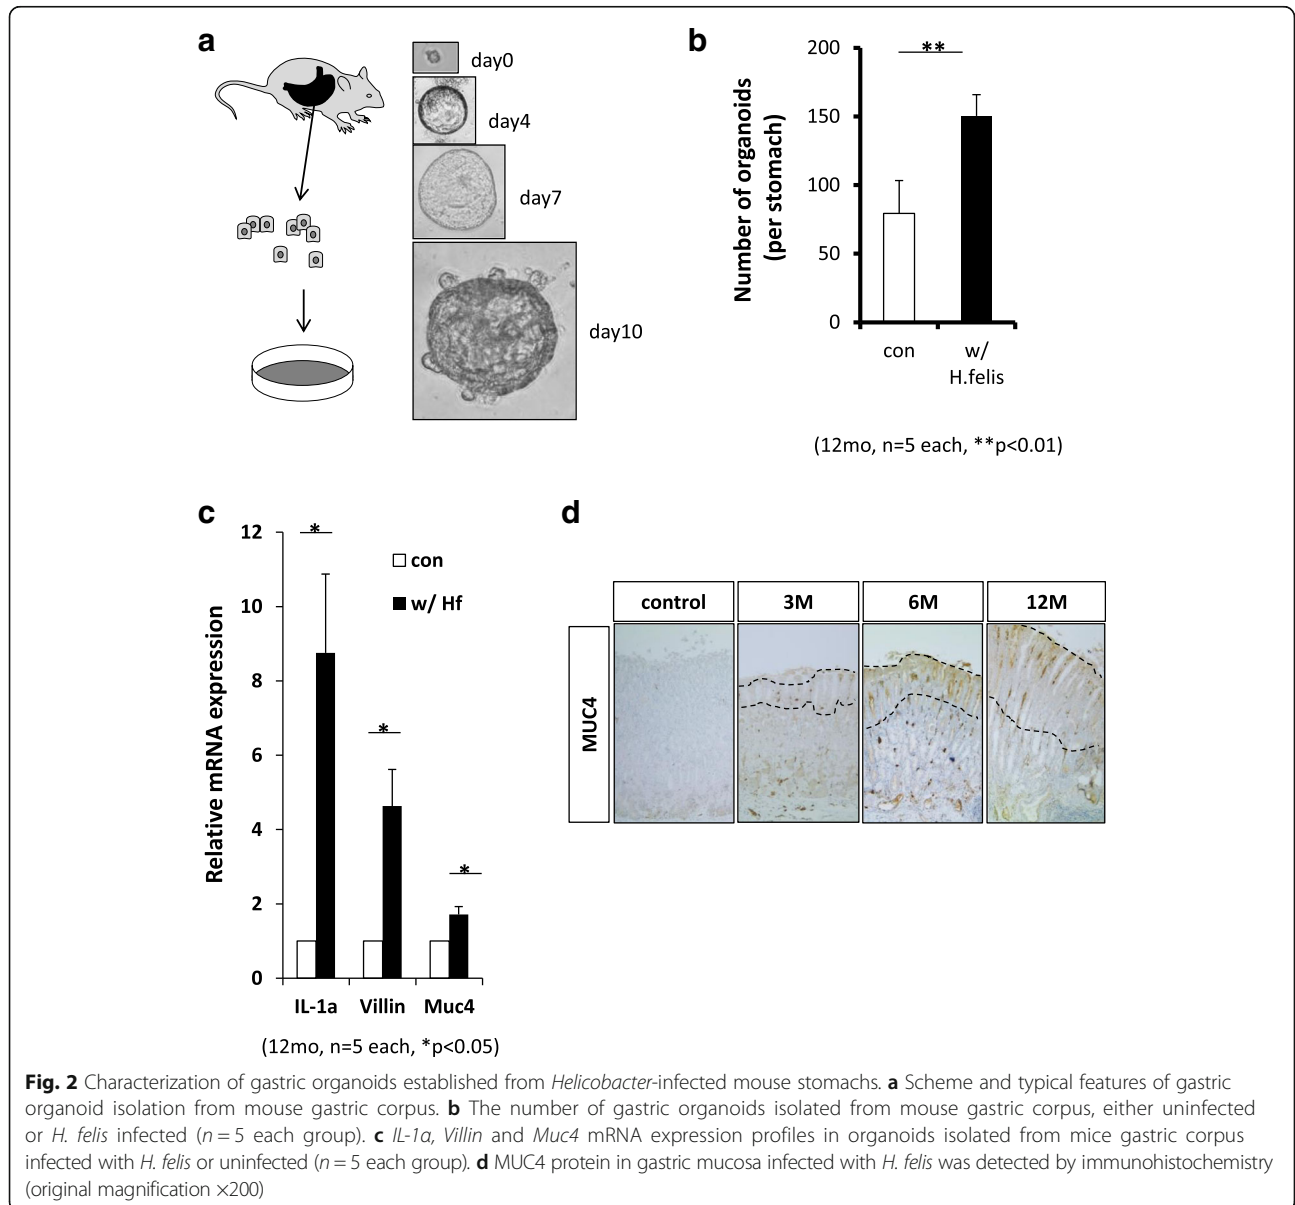 a
day0
day4
day7
day10
b
Number of organoids
(per stomach)
200
150
100
50
0
**
con
w/
H.felis
(12mo, n=5 each, **p<0.01)
c
Relative mRNA expression
12
10
8
6
4
2
0
*
*
*
con
w/ Hf
IL-1a Villin Muc4
(12mo, n=5 each, *p<0.05)
d
control 3M 6M 12M
MUC4
Fig. 2 Characterization of gastric organoids established from Helicobacter-infected mouse stomachs. a Scheme and typical features of gastric
organoid isolation from mouse gastric corpus. b The number of gastric organoids isolated from mouse gastric corpus, either uninfected
or H. felis infected (n = 5 each group). c IL-1α, Villin and Muc4 mRNA expression profiles in organoids isolated from mice gastric corpus
infected with H. felis or uninfected (n = 5 each group). d MUC4 protein in gastric mucosa infected with H. felis was detected by immunohistochemistry
(original magnification ×200)